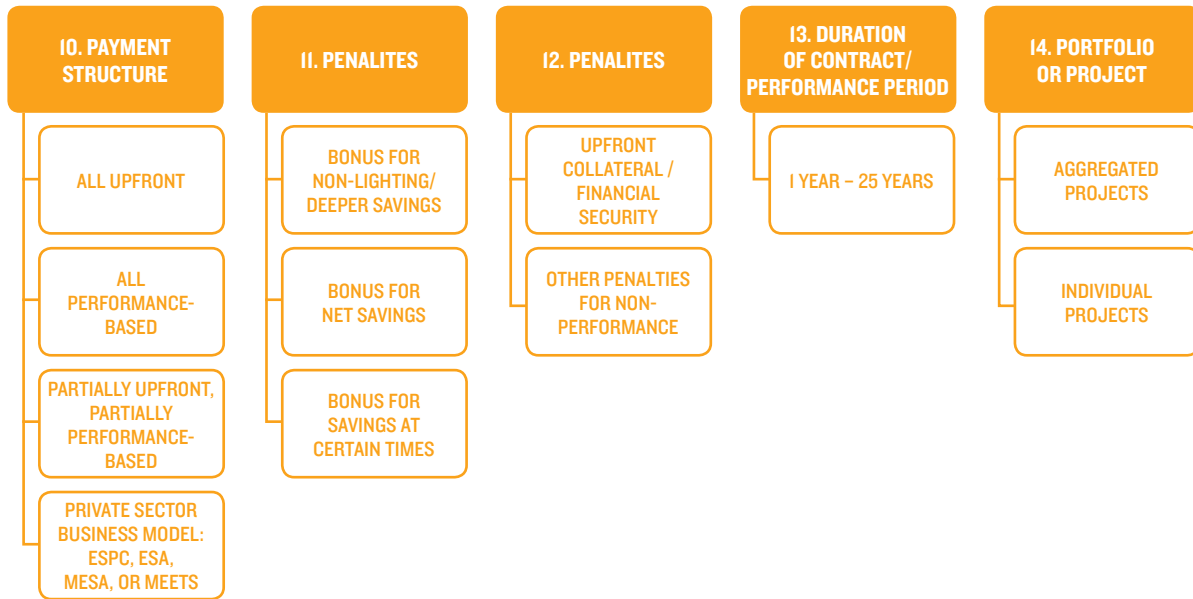 10. PAYMENT
STRUCTURE
ALL UPFRONT
ALL
PERFORMANCE-
BASED
PARTIALLY UPFRONT,
PARTIALLY
PERFORMANCE-
BASED
PRIVATE SECTOR
BUSINESS MODEL:
ESPC, ESA,
MESA, OR MEETS
11. PENALITES
BONUS FOR
NON-LIGHTING/
DEEPER SAVINGS
BONUS FOR
NET SAVINGS
BONUS FOR
SAVINGS AT
CERTAIN TIMES
12. PENALITES
UPFRONT
COLLATERAL /
FINANCIAL
SECURITY
OTHER PENALTIES
FOR NON-
PERFORMANCE
13. DURATION
OF CONTRACT/
PERFORMANCE PERIOD
1 YEAR – 25 YEARS
14. PORTFOLIO
OR PROJECT
AGGREGATED
PROJECTS
INDIVIDUAL
PROJECTS